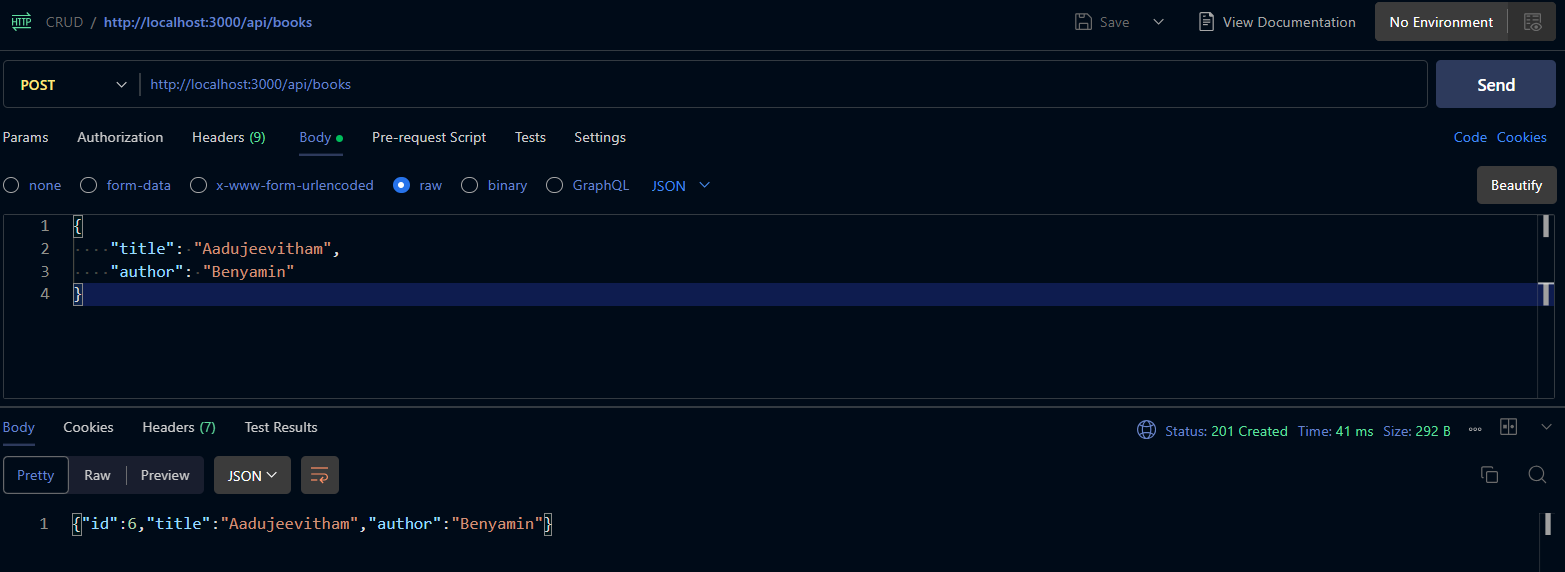 HTTP CRUD / http://localhost:3000/api/books Save View Documentation No Environment
POST http://localhost:3000/api/books Send
Params Authorization Headers (9) Body Pre-request Script Tests Settings Code Cookies
none form-data x-www-form-urlencoded raw binary GraphQL JSON Beautify
1 {
2 "title": "Aadujeevitham",
3 "author": "Benyamin"
4 }
Body Cookies Headers (7) Test Results Status: 201 Created Time: 41 ms Size: 292 B
Pretty Raw Preview JSON
1 {"id":6,"title":"Aadujeevitham","author":"Benyamin"}